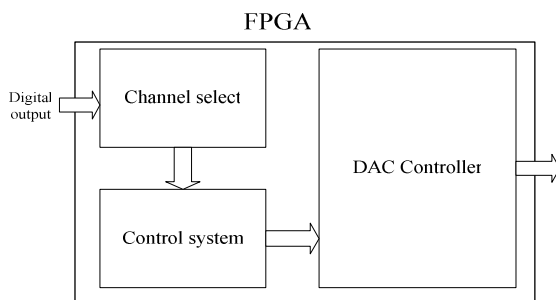 FPGA
Digital
output
Channel select
DAC Controller
Control system